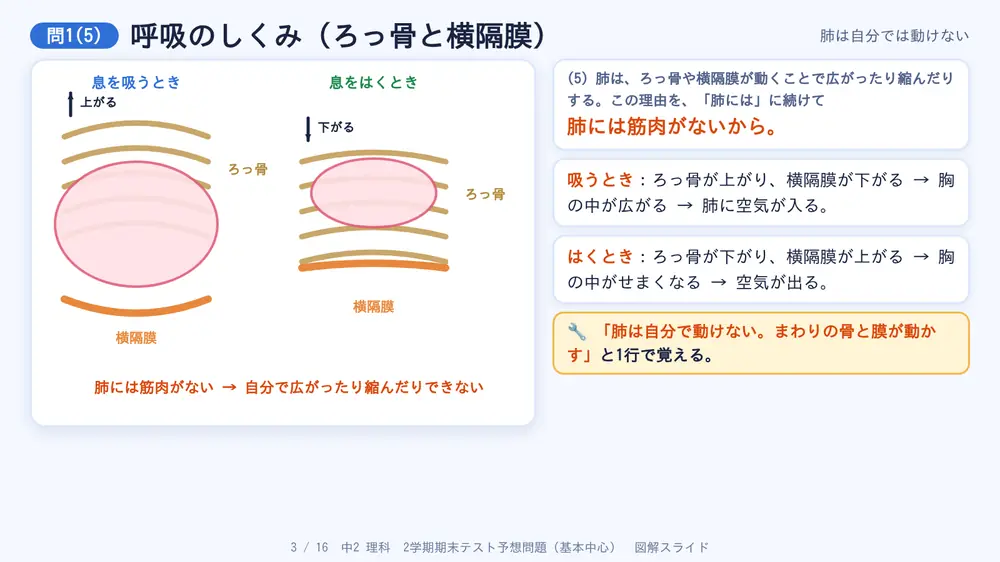 問1(5)
呼吸のしくみ（ろっ骨と横隔膜）
肺は自分では動けない
息を吸うとき
上がる
ろっ骨
横隔膜
息をはくとき
下がる
ろっ骨
横隔膜
肺には筋肉がない → 自分で広がったり縮んだりできない
(5) 肺は、ろっ骨や横隔膜が動くことで広がったり縮んだり
する。この理由を、「肺には」に続けて
肺には筋肉がないから。
吸うとき：ろっ骨が上がり、横隔膜が下がる → 胸
の中が広がる → 肺に空気が入る。
はくとき：ろっ骨が下がり、横隔膜が上がる → 胸
の中がせまくなる → 空気が出る。
🔧 「肺は自分で動けない。まわりの骨と膜が動か
す」と1行で覚える。
3 / 16 中2 理科 2学期期末テスト予想問題（基本中心） 図解スライド